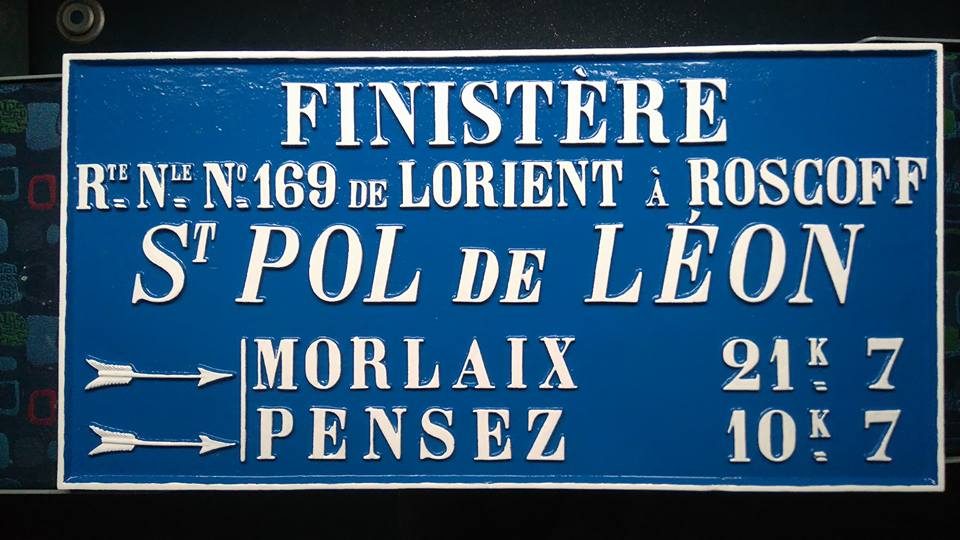 FINISTÈRE
RTE NLE NO 169 DE LORIENT À ROSCOFF
ST POL DE LÉON
MORLAIX 21K 7
PENSEZ 10K 7